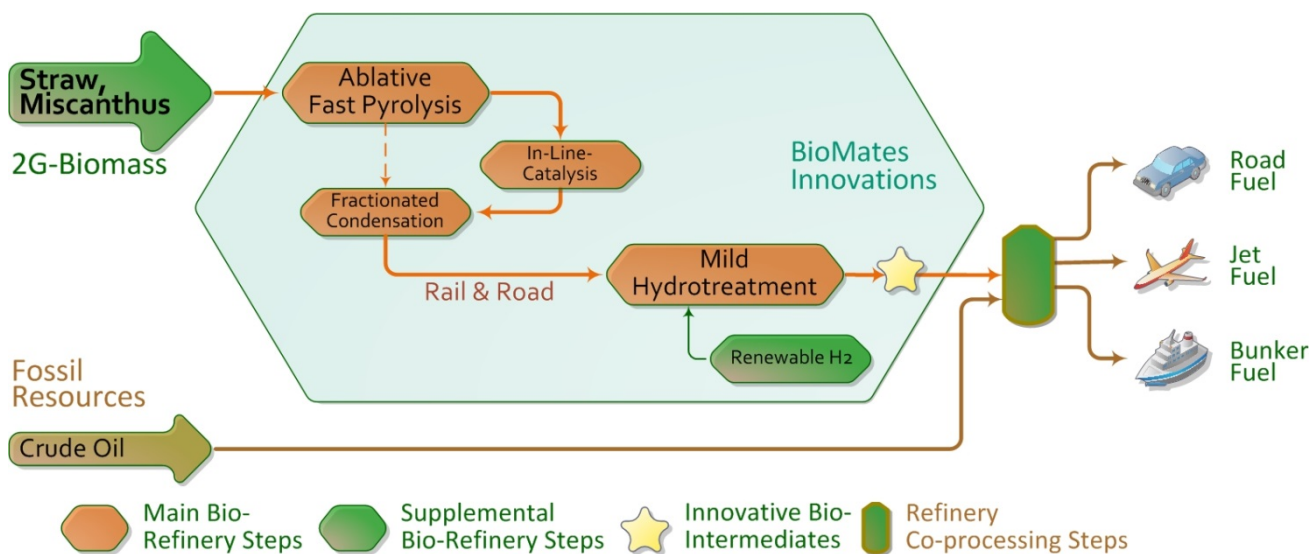 Straw,
Miscanthus
2G-Biomass
Ablative
Fast Pyrolysis
In-Line-
Catalysis
Fractionated
Condensation
BioMates
Innovations
Rail & Road
Mild
Hydrotreatment
Renewable H2
Road
Fuel
Jet
Fuel
Bunker
Fuel
Fossil
Resources
Crude Oil
Main Bio-
Refinery Steps
Supplemental
Bio-Refinery Steps
Innovative Bio-
Intermediates
Refinery
Co-processing Steps